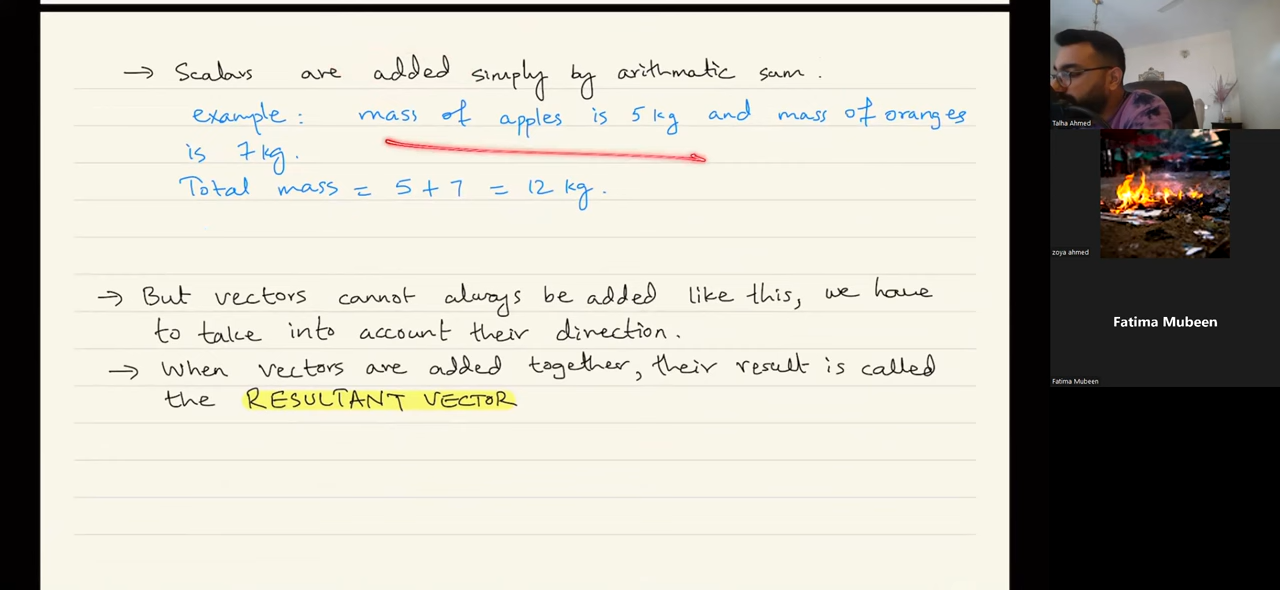 → Scalars are added simply by arithmatic sum.
example: mass of apples is 5 kg and mass of oranges
is 7 kg.
Total mass = 5 + 7 = 12 kg.
→ But vectors cannot always be added like this, we have
to take into account their direction.
→ When vectors are added together, their result is called
the RESULTANT VECTOR
Talha Ahmed
zoya ahmed
Fatima Mubeen
Fatima Mubeen